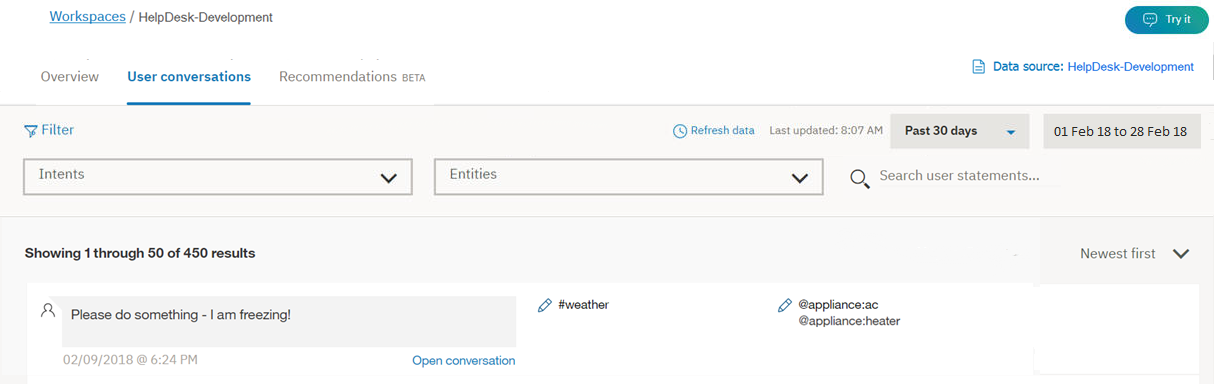 Workspaces / HelpDesk-Development
Try it
Overview User conversations Recommendations BETA
Data source: HelpDesk-Development
Filter
Refresh data Last updated: 8:07 AM Past 30 days 01 Feb 18 to 28 Feb 18
Intents Entities Search user statements...
Showing 1 through 50 of 450 results Newest first
Please do something - I am freezing! #weather @appliance:ac
@appliance:heater
02/09/2018 @ 6:24 PM Open conversation